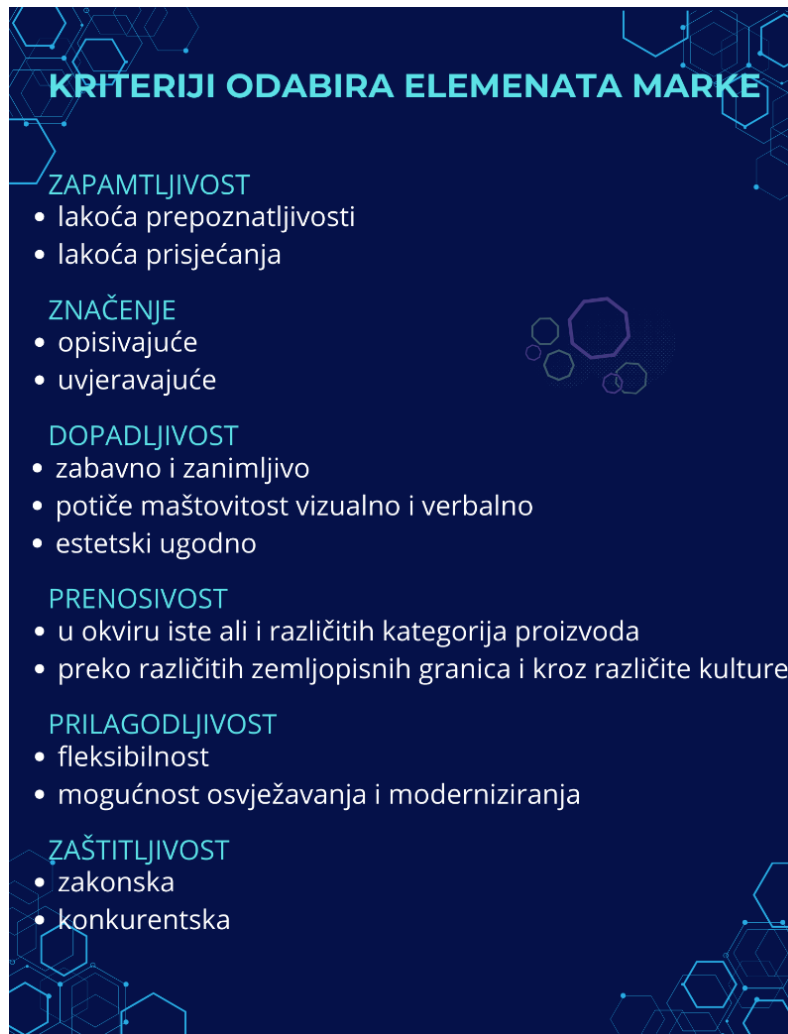 KRITERIJI ODABIRA ELEMENATA MARKE
ZAPAMTLJIVOST
• lakoća prepoznatljivosti
• lakoća prisjećanja
ZNAČENJE
• opisivajuće
• uvjeravajuće
DOPADLJIVOST
• zabavno i zanimljivo
• potiče maštovitost vizualno i verbalno
• estetski ugodno
PRENOSIVOST
• u okviru iste ali i različitih kategorija proizvoda
• preko različitih zemljopisnih granica i kroz različite kulture
PRILAGODLJIVOST
• fleksibilnost
• mogućnost osvježavanja i moderniziranja
ZAŠTITLJIVOST
• zakonska
• konkurentska